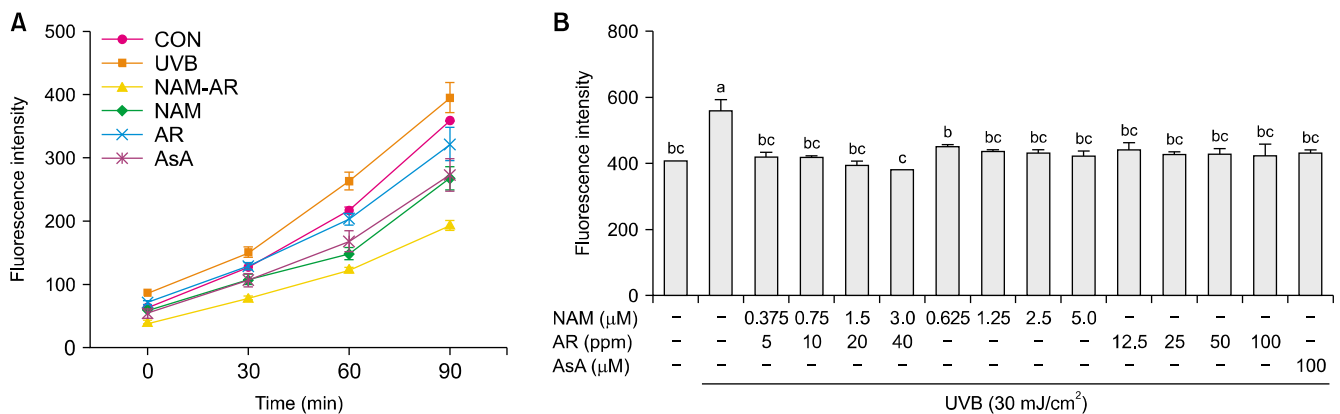 A
Fluorescence intensity
500
400
300
200
100
0
CON
UVB
NAM-AR
NAM
AR
AsA
0 30 60 90
Time (min)
B
Fluorescence intensity
800
600
400
200
0
bc a bc bc bc c b bc bc bc bc bc bc bc bc
NAM (μM) – – 0.375 0.75 1.5 3.0 0.625 1.25 2.5 5.0 – – – – –
AR (ppm) – – 5 10 20 40 – – – – 12.5 25 50 100 –
AsA (μM) – – – – – – – – – – – – – – 100
UVB (30 mJ/cm²)